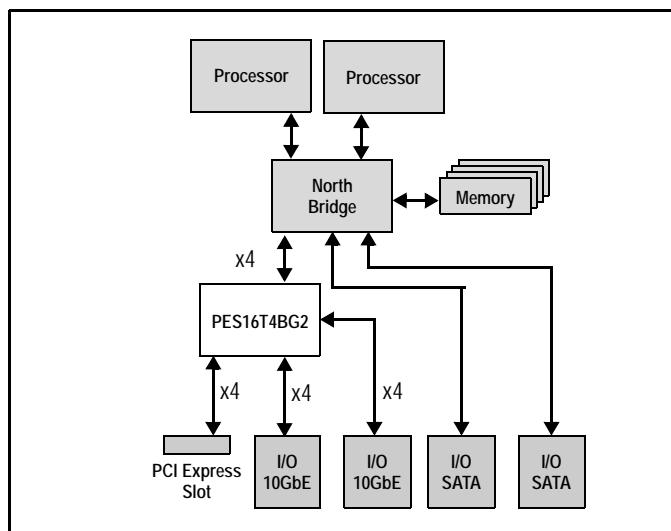 Processor
Processor
North
Bridge
Memory
x4
PES16T4BG2
x4
x4
x4
PCI Express
Slot
I/O
10GbE
I/O
10GbE
I/O
SATA
I/O
SATA